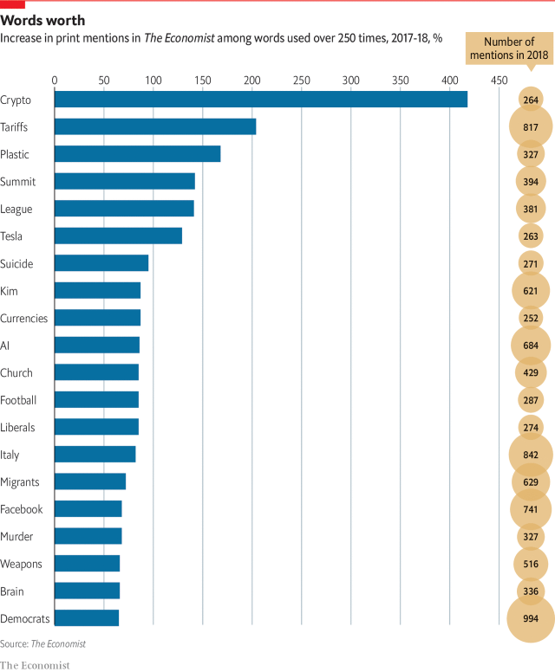 Words worth
Increase in print mentions in The Economist among words used over 250 times, 2017-18, %
Number of
mentions in 2018
0 50 100 150 200 250 300 350 400 450
Crypto 264
Tariffs 817
Plastic 327
Summit 394
League 381
Tesla 263
Suicide 271
Kim 621
Currencies 252
AI 684
Church 429
Football 287
Liberals 274
Italy 842
Migrants 629
Facebook 741
Murder 327
Weapons 516
Brain 336
Democrats 994
Source: The Economist
The Economist